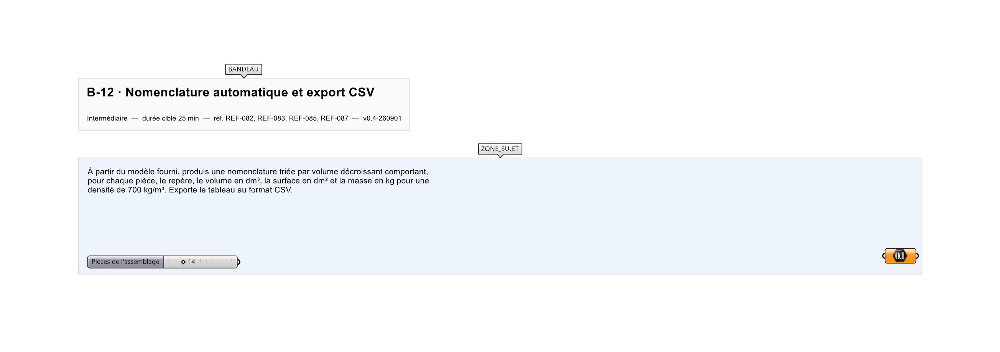 BANDEAU
B-12 · Nomenclature automatique et export CSV
Intermédiaire — durée cible 25 min — réf. REF-082, REF-083, REF-085, REF-087 — v0.4-260901
ZONE_SUJET
À partir du modèle fourni, produis une nomenclature triée par volume décroissant comportant,
pour chaque pièce, le repère, le volume en dm³, la surface en dm² et la masse en kg pour une
densité de 700 kg/m³. Exporte le tableau au format CSV.
Pieces de l'assemblage 14
0.1